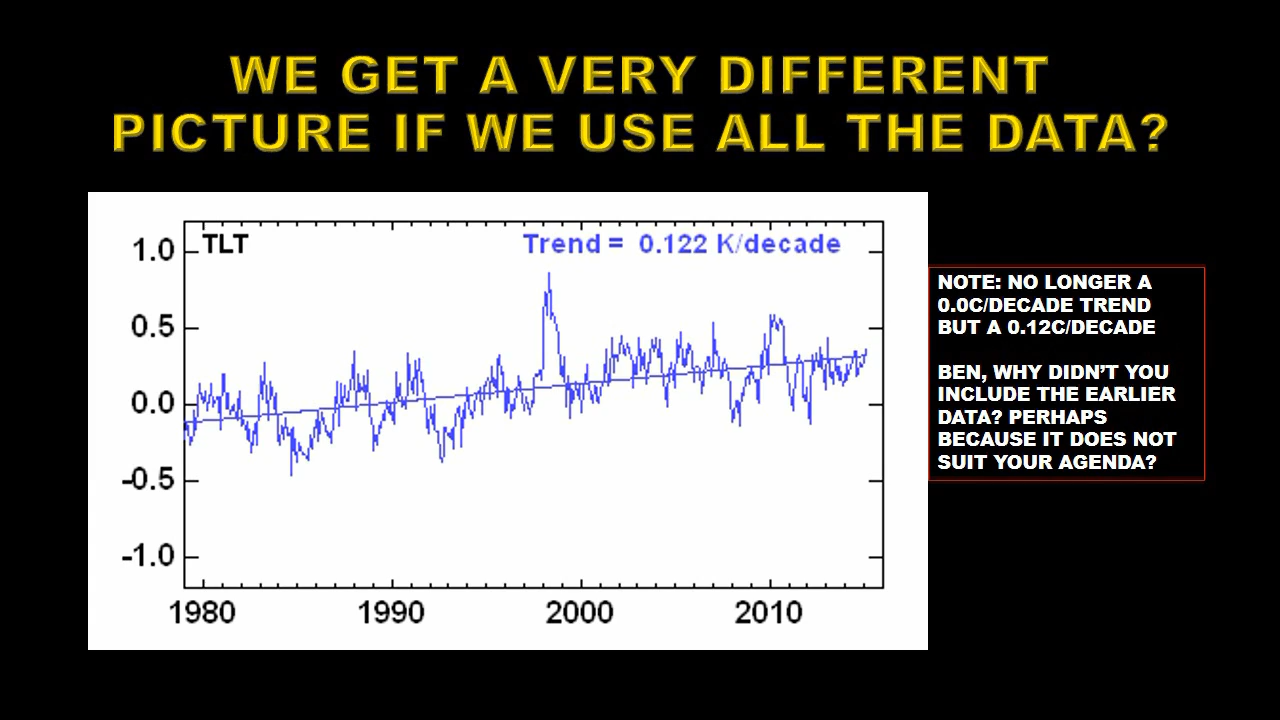 WE GET A VERY DIFFERENT
PICTURE IF WE USE ALL THE DATA?
TLT
Trend = 0.122 K/decade
1.0
0.5
0.0
-0.5
-1.0
1980 1990 2000 2010
NOTE: NO LONGER A
0.0C/DECADE TREND
BUT A 0.12C/DECADE
BEN, WHY DIDN'T YOU
INCLUDE THE EARLIER
DATA? PERHAPS
BECAUSE IT DOES NOT
SUIT YOUR AGENDA?